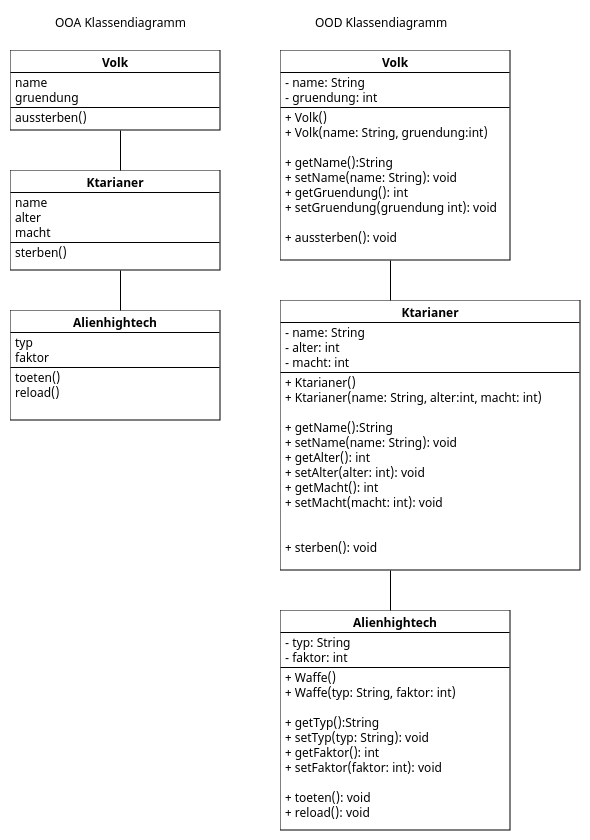 OOA Klassendiagramm
Volk
name
gruendung
aussterben()
Ktarianer
name
alter
macht
sterben()
Alienhightech
typ
faktor
toeten()
reload()
OOD Klassendiagramm
Volk
- name: String
- gruendung: int
+ Volk()
+ Volk(name: String, gruendung:int)
+ getName():String
+ setName(name: String): void
+ getGruendung(): int
+ setGruendung(gruendung int): void
+ aussterben(): void
Ktarianer
- name: String
- alter: int
- macht: int
+ Ktarianer()
+ Ktarianer(name: String, alter:int, macht: int)
+ getName():String
+ setName(name: String): void
+ getAlter(): int
+ setAlter(alter: int): void
+ getMacht(): int
+ setMacht(macht: int): void
+ sterben(): void
Alienhightech
- typ: String
- faktor: int
+ Waffe()
+ Waffe(typ: String, faktor: int)
+ getTyp():String
+ setTyp(typ: String): void
+ getFaktor(): int
+ setFaktor(faktor: int): void
+ toeten(): void
+ reload(): void